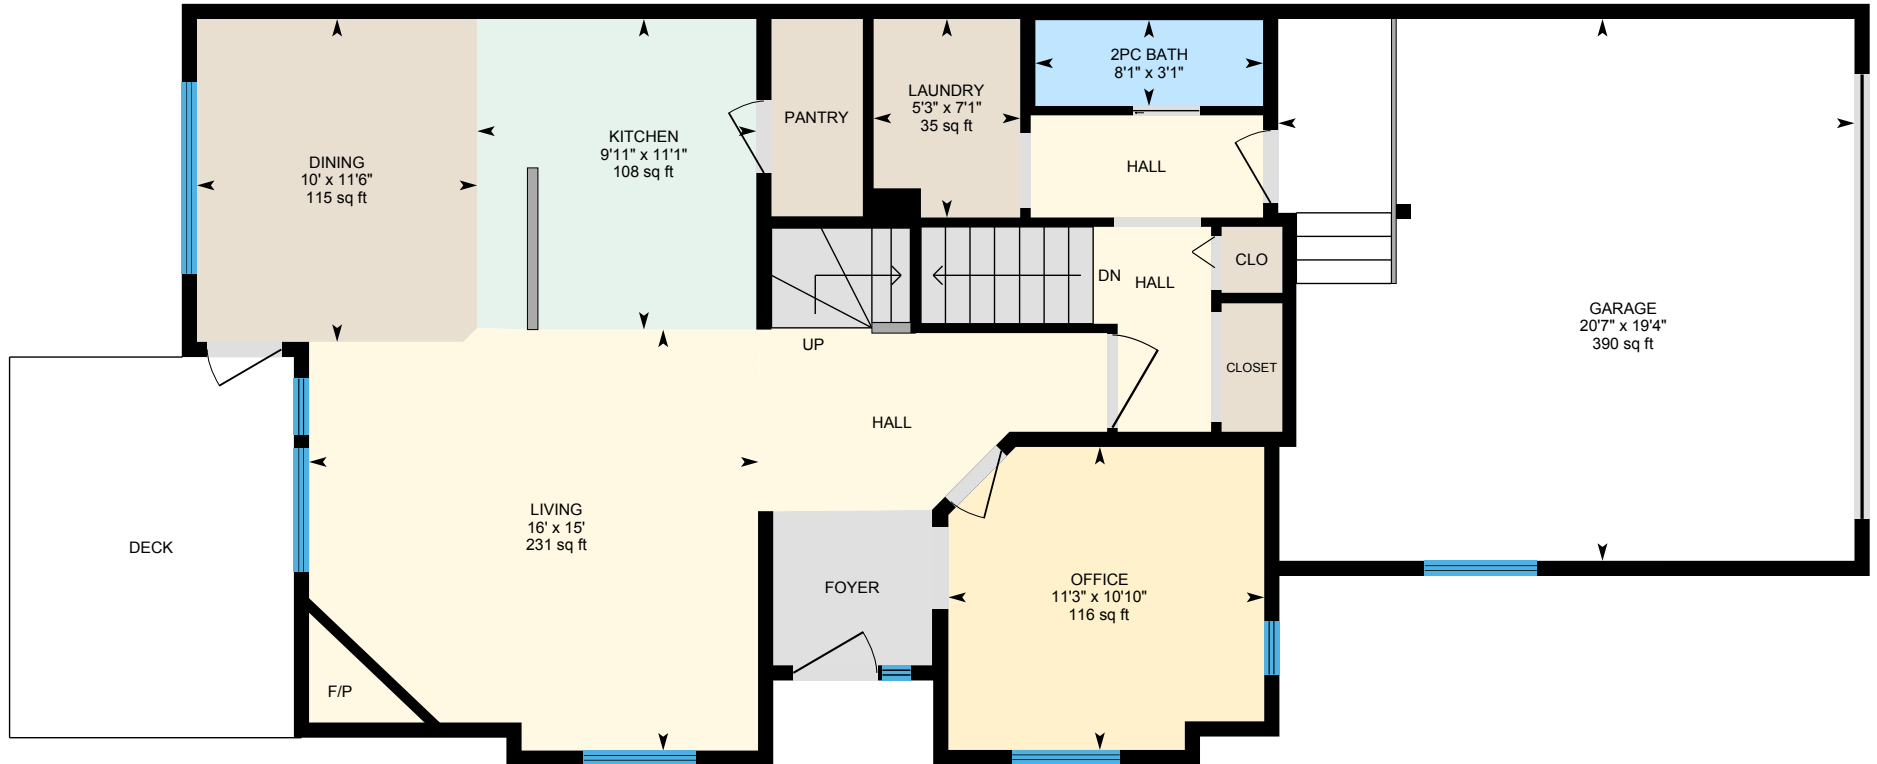 2PC BATH
8'1" x 3'1"
LAUNDRY
5'3" x 7'1"
35 sq ft
PANTRY
KITCHEN
9'11" x 11'1"
108 sq ft
DINING
10' x 11'6"
115 sq ft
HALL
CLO
DN
HALL
GARAGE
20'7" x 19'4"
390 sq ft
UP
CLOSET
HALL
LIVING
16' x 15'
231 sq ft
DECK
FOYER
OFFICE
11'3" x 10'10"
116 sq ft
F/P